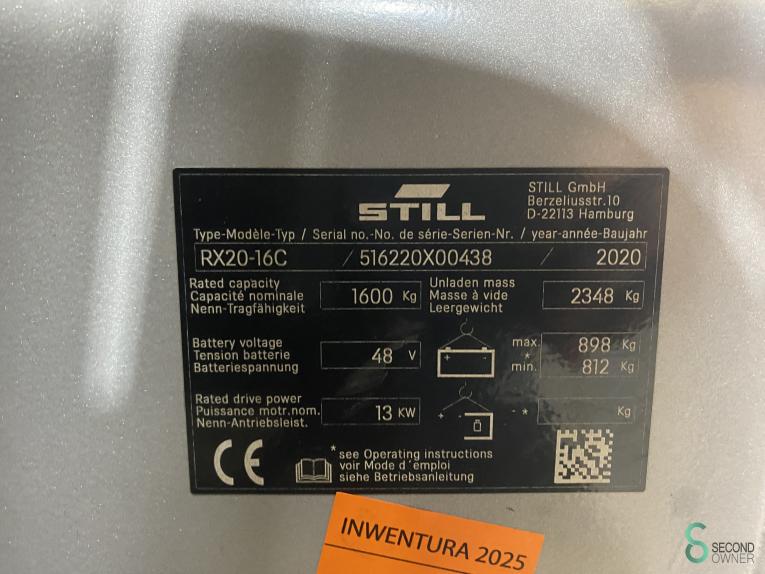 STILL
STILL GmbH
Berzeliusstr.10
D-22113 Hamburg
Type-Modèle-Typ / Serial no.-No. de série-Serien-Nr. / year-année-Baujahr
RX20-16C / 516220X00438 / 2020
Rated capacity
Capacité nominale
Nenn-Tragfähigkeit
1600 Kg
Unladen mass
Masse à vide
Leergewicht
2348 Kg
Battery voltage
Tension batterie
Batteriespannung
48 V
+ -
max.
*
min.
898 Kg
812 Kg
Rated drive power
Puissance motr.nom.
Nenn-Antriebsleist.
13 KW
+ -
- *
Kg
CE
* see Operating instructions
voir Mode d´emploi
siehe Betriebsanleitung
INWENTURA 2025
SECOND
OWNER